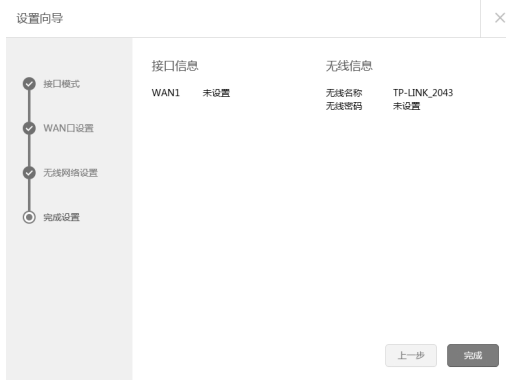 设置向导
接口模式
WAN口设置
无线网络设置
完成设置
接口信息
WAN1 未设置
无线信息
无线名称 TP-LINK_2043
无线密码 未设置
上一步 完成